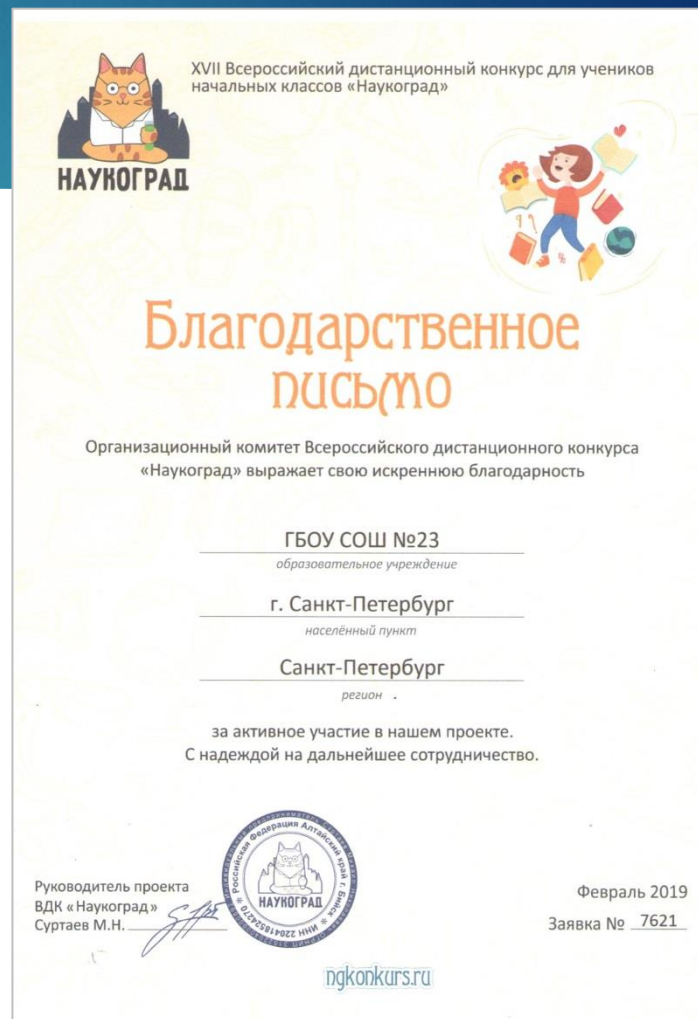 XVII Всероссийский дистанционный конкурс для учеников
начальных классов «Наукоград»
НАУКОГРАД
Благодарственное
письмо
Организационный комитет Всероссийского дистанционного конкурса
«Наукоград» выражает свою искреннюю благодарность
ГБОУ СОШ №23
образовательное учреждение
г. Санкт-Петербург
населённый пункт
Санкт-Петербург
регион
за активное участие в нашем проекте.
С надеждой на дальнейшее сотрудничество.
Российская Федерация Алтайский край г. Бийск
НАУКОГРАД
Руководитель проекта
ВДК «Наукоград»
Суртаев М.Н.
Февраль 2019
Заявка № 7621
ngkonkurs.ru